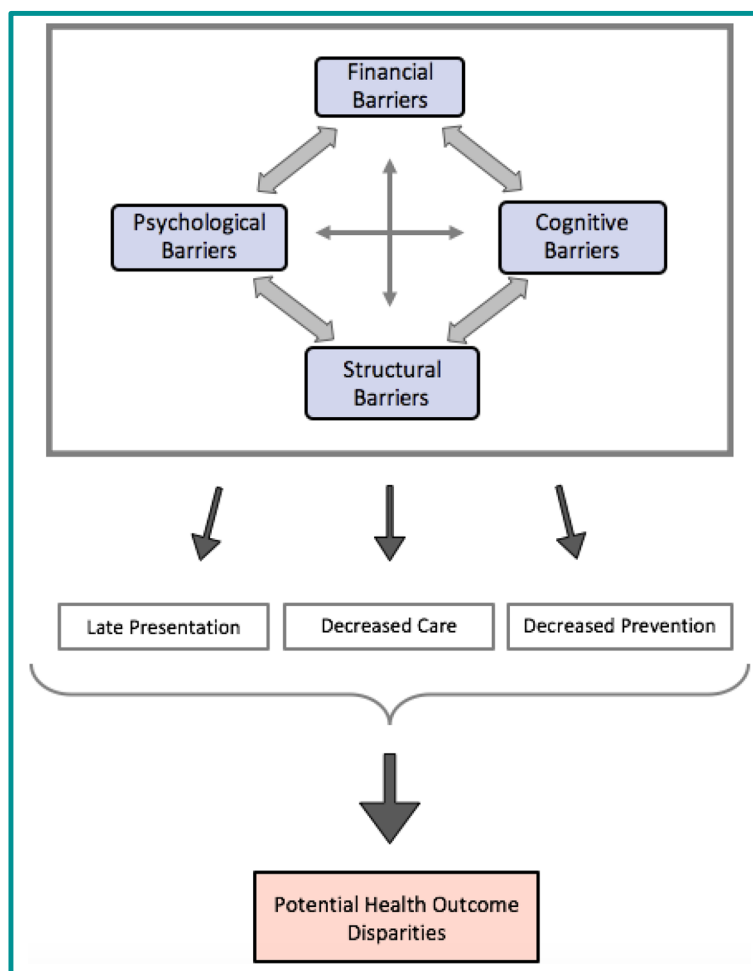 Financial
Barriers
Psychological
Barriers
Cognitive
Barriers
Structural
Barriers
Late Presentation
Decreased Care
Decreased Prevention
Potential Health Outcome
Disparities